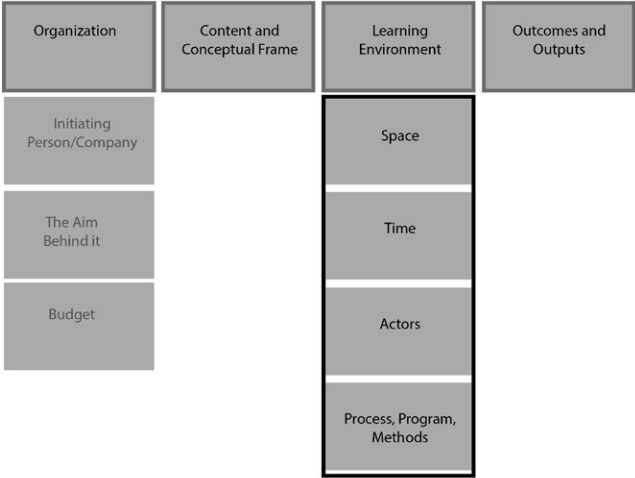 Organization
Content and
Conceptual Frame
Learning
Environment
Outcomes and
Outputs
Initiating
Person/Company
The Aim
Behind it
Budget
Space
Time
Actors
Process, Program,
Methods